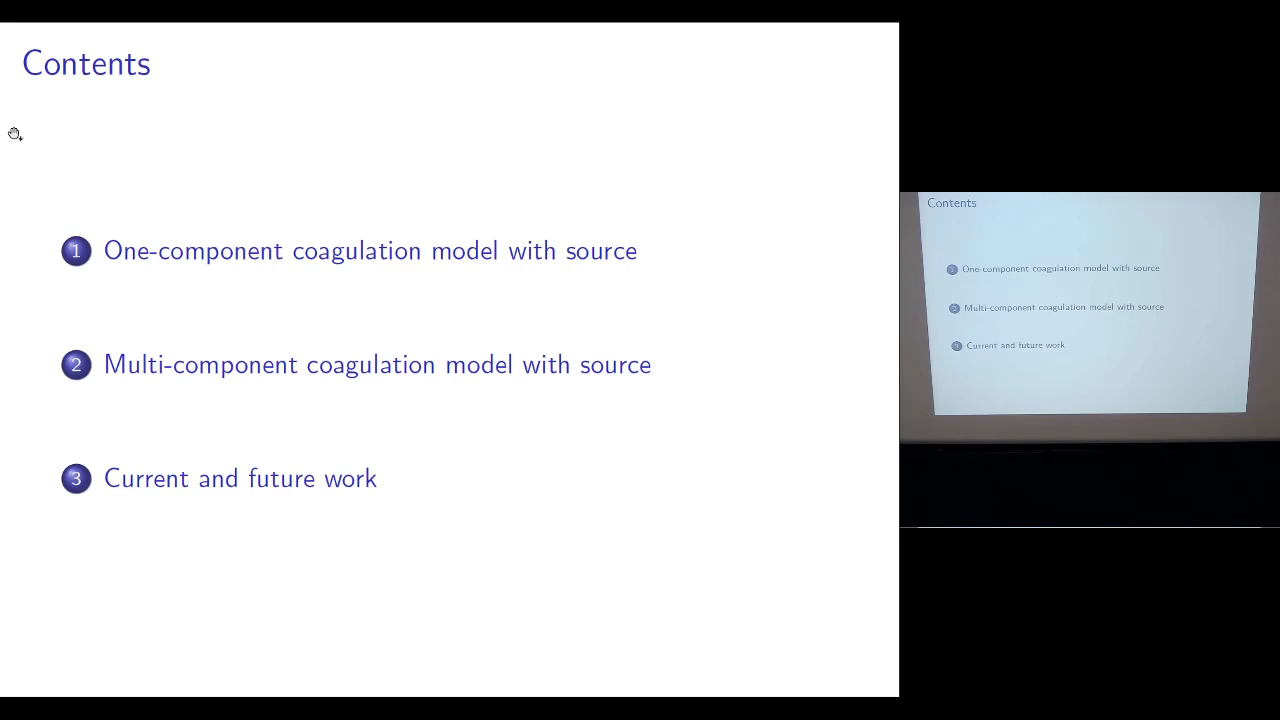 Contents
1 One-component coagulation model with source
2 Multi-component coagulation model with source
3 Current and future work
Contents
1 One-component coagulation model with source
2 Multi-component coagulation model with source
3 Current and future work